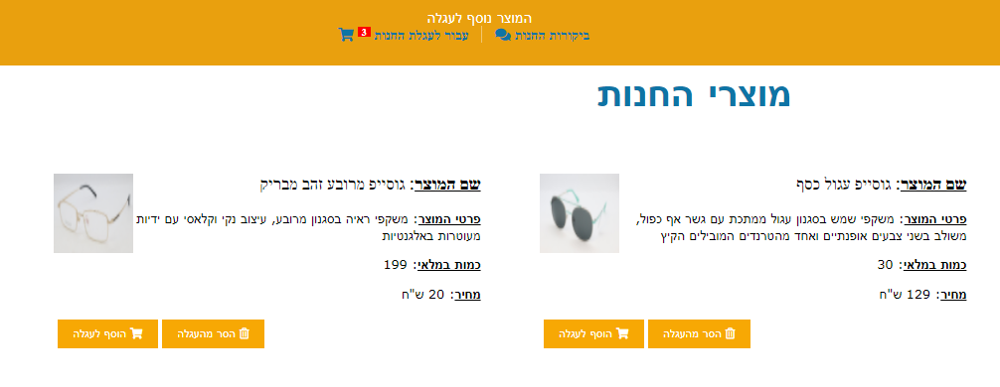 המוצר נוסף לעגלה
ביקורות החנות
עבור לעגלת החנות 3
מוצרי החנות
שם המוצר: גוסייפ עגול כסף
פרטי המוצר: משקפי שמש בסגנון עגול ממתכת עם גשר אף כפול,
משולב בשני צבעים אופנתיים ואחד מהטרנדים המובילים הקיץ
כמות במלאי: 30
מחיר: 129 ש"ח
הסר מהעגלה
הוסף לעגלה
שם המוצר: גוסייפ מרובע זהב מבריק
פרטי המוצר: משקפי ראיה בסגנון מרובע, עיצוב נקי וקלאסי עם ידיות
מעוטרות באלגנטיות
כמות במלאי: 199
מחיר: 20 ש"ח
הסר מהעגלה
הוסף לעגלה